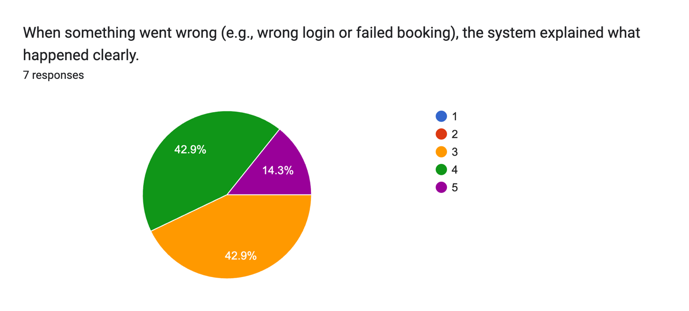 When something went wrong (e.g., wrong login or failed booking), the system explained what
happened clearly.
7 responses
42.9%
14.3%
42.9%
1
2
3
4
5